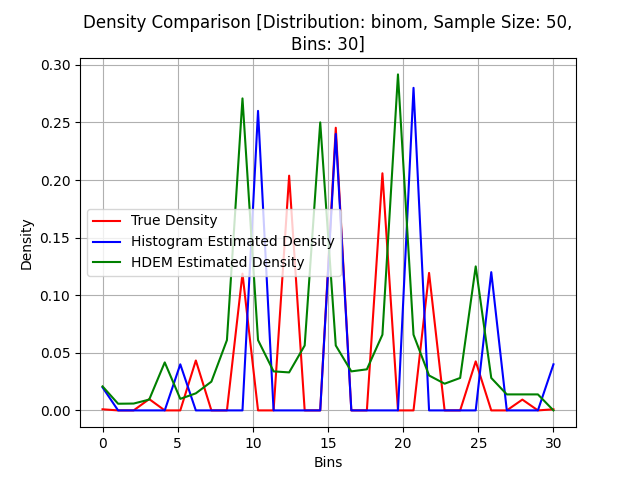 Density Comparison [Distribution: binom, Sample Size: 50,
Bins: 30]
0.30
0.25
0.20
0.15
0.10
0.05
0.00
Density
True Density
Histogram Estimated Density
HDEM Estimated Density
0 5 10 15 20 25 30
Bins